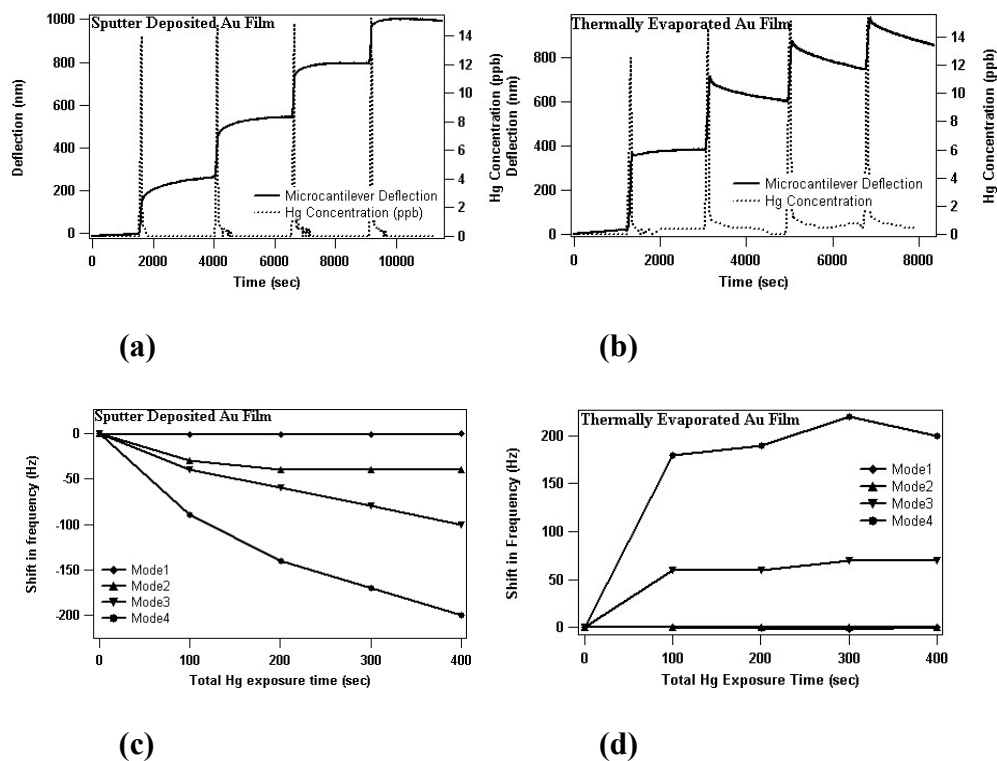 Sputter Deposited Au Film
1000
800
600
400
200
0
Deflection (nm)
14
12
10
8
6
4
2
0
Hg Concentration (ppb)
Microcantilever Deflection
Hg Concentration (ppb)
0 2000 4000 6000 8000 10000
Time (sec)
(a)
Thermally Evaporated Au Film
800
600
400
200
0
Deflection (nm)
14
12
10
8
6
4
2
0
Hg Concentration (ppb)
Microcantilever Deflection
Hg Concentration
0 2000 4000 6000 8000
Time (sec)
(b)
Sputter Deposited Au Film
0
-50
-100
-150
-200
Shift in frequency (Hz)
Mode1
Mode2
Mode3
Mode4
0 100 200 300 400
Total Hg exposure time (sec)
(c)
Thermally Evaporated Au Film
200
150
100
50
0
Shift in Frequency (Hz)
Mode1
Mode2
Mode3
Mode4
0 100 200 300 400
Total Hg Exposure Time (sec)
(d)